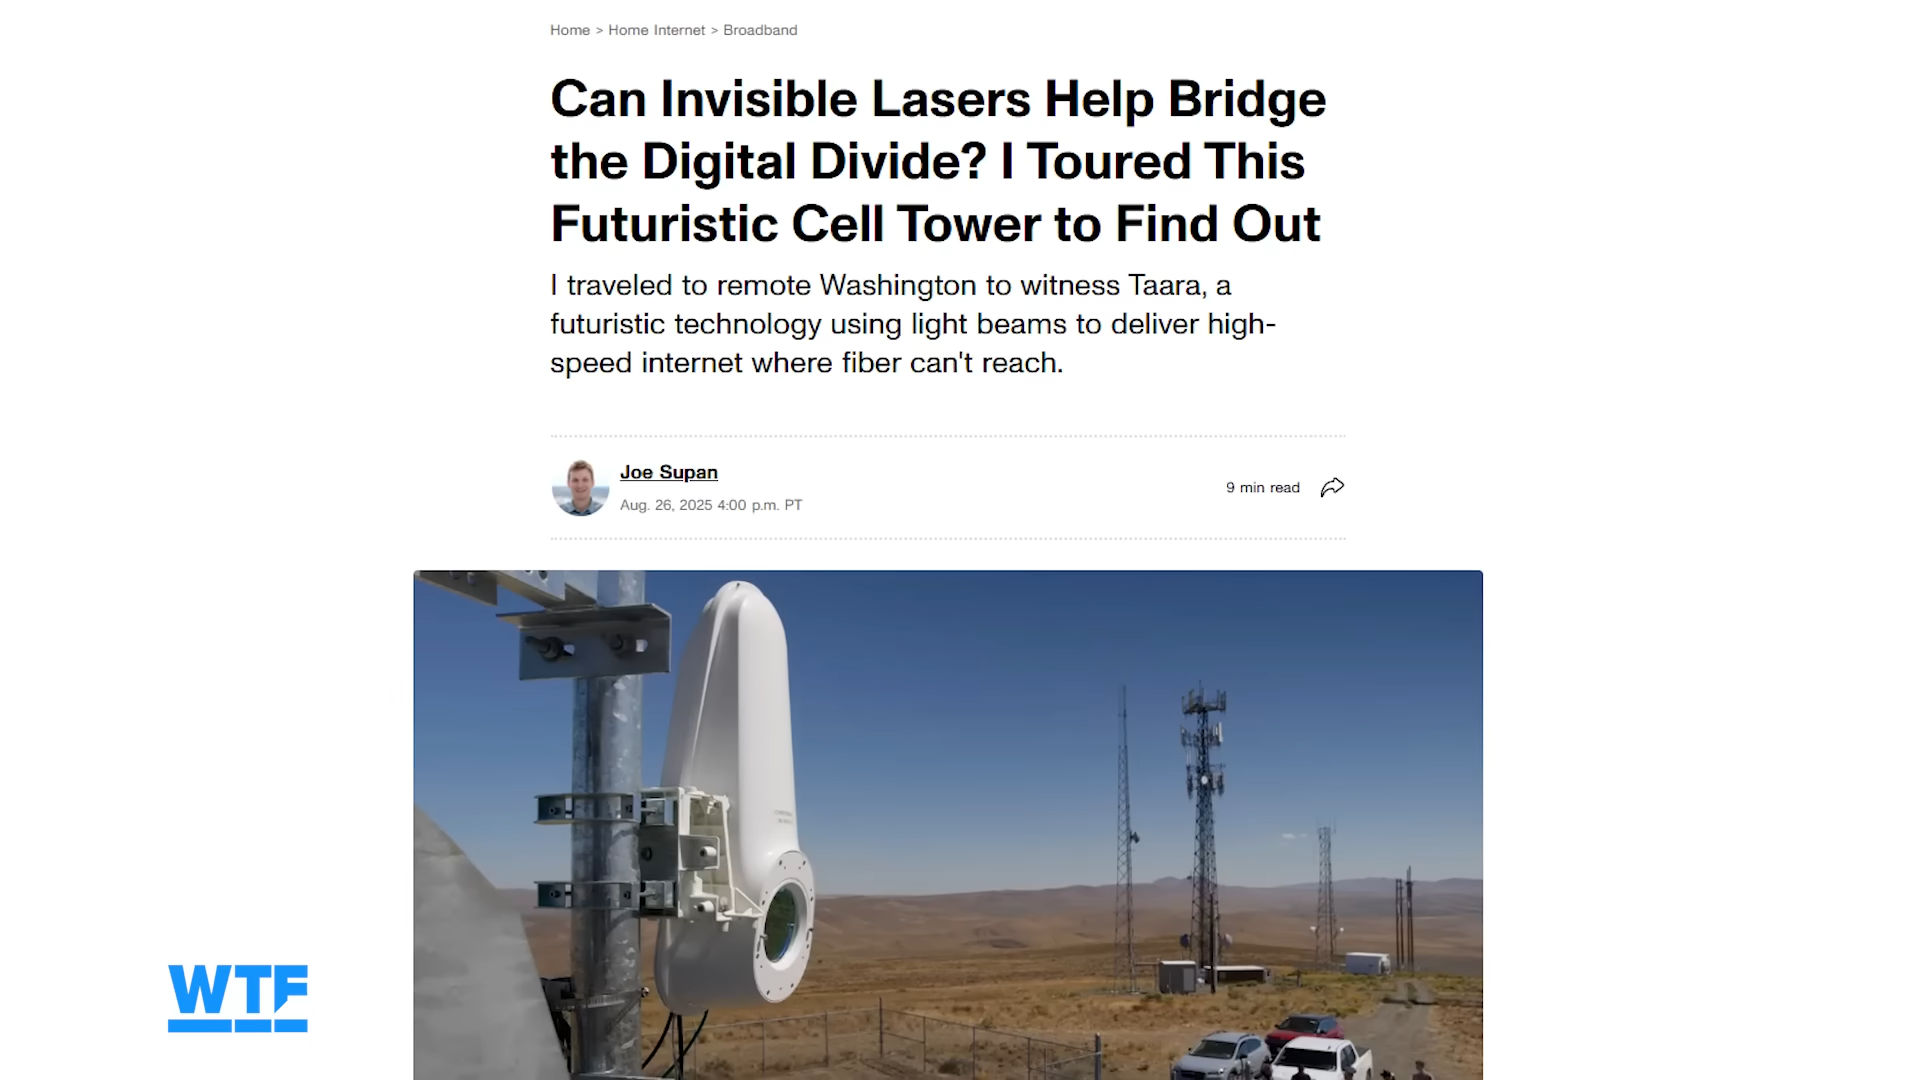 Home > Home Internet > Broadband
Can Invisible Lasers Help Bridge
the Digital Divide? I Toured This
Futuristic Cell Tower to Find Out
I traveled to remote Washington to witness Taara, a
futuristic technology using light beams to deliver high-
speed internet where fiber can't reach.
Joe Supan
Aug. 26, 2025 4:00 p.m. PT
9 min read
WTF